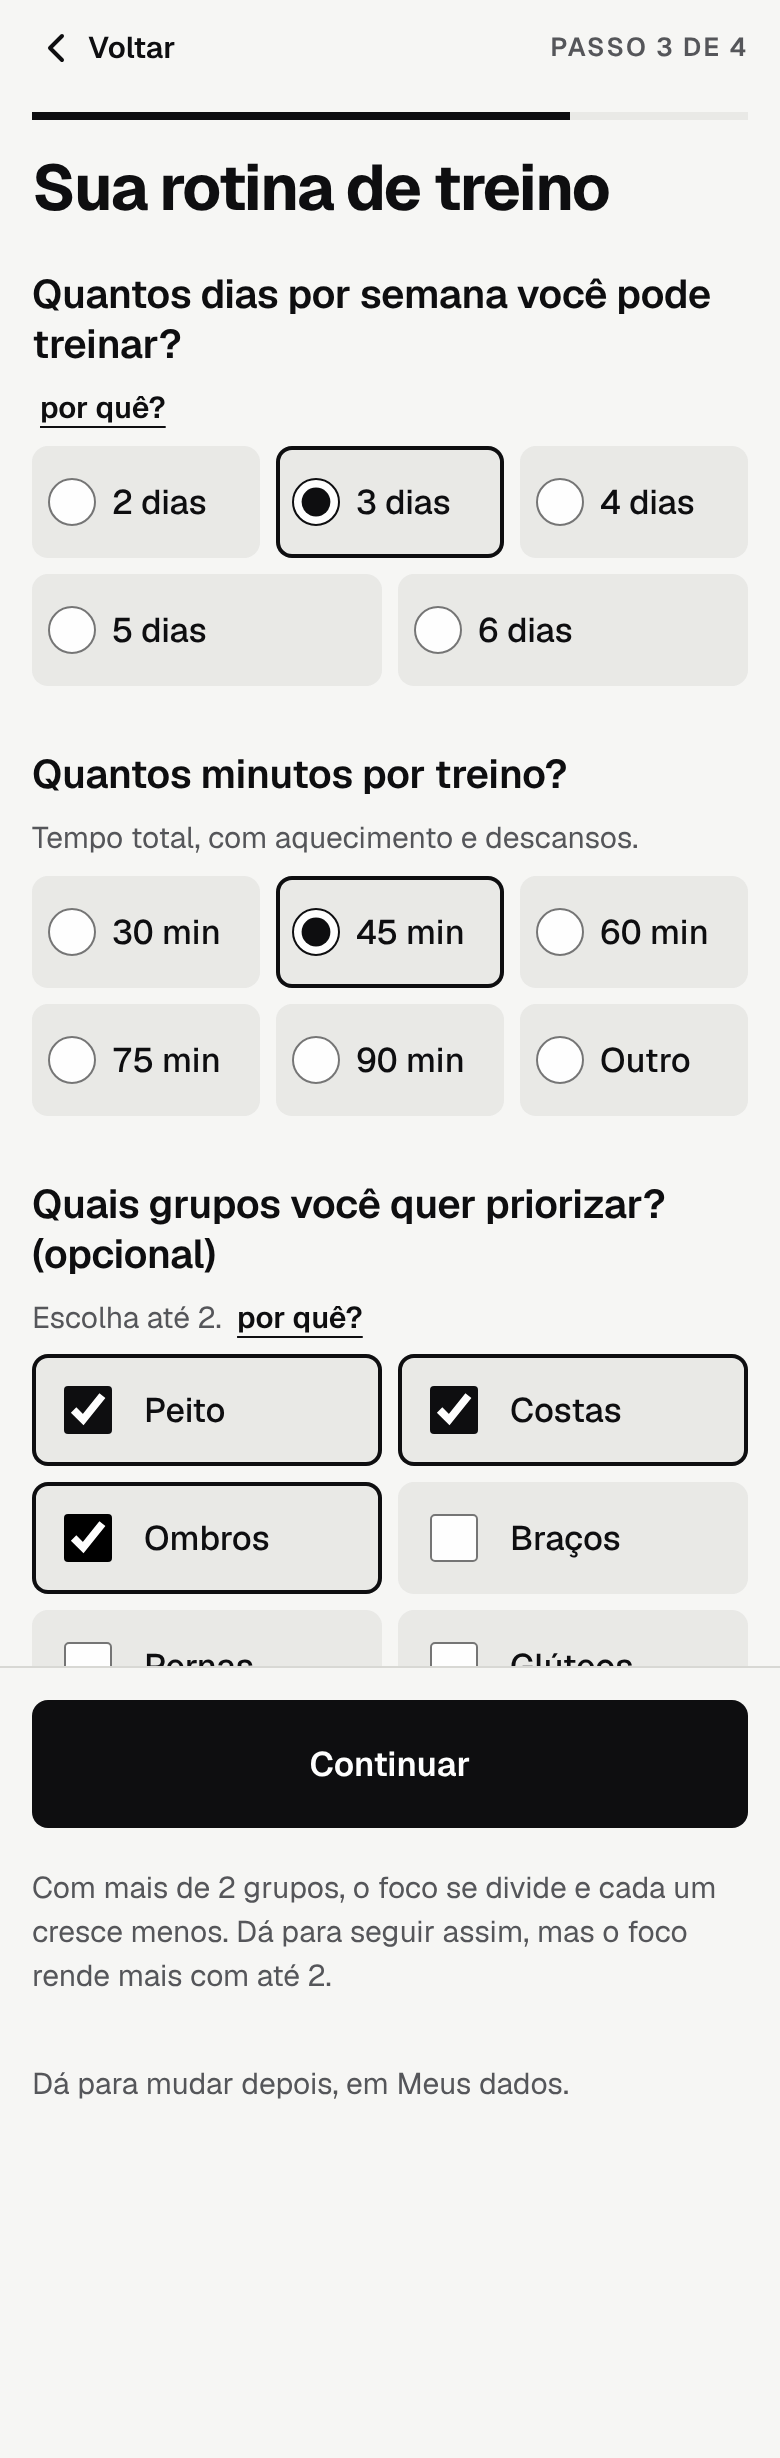 Voltar
PASSO 3 DE 4
Sua rotina de treino
Quantos dias por semana você pode
treinar?
por quê?
2 dias
3 dias
4 dias
5 dias
6 dias
Quantos minutos por treino?
Tempo total, com aquecimento e descansos.
30 min
45 min
60 min
75 min
90 min
Outro
Quais grupos você quer priorizar?
(opcional)
Escolha até 2. por quê?
Peito
Costas
Ombros
Braços
Pernas
Glúteos
Continuar
Com mais de 2 grupos, o foco se divide e cada um
cresce menos. Dá para seguir assim, mas o foco
rende mais com até 2.
Dá para mudar depois, em Meus dados.